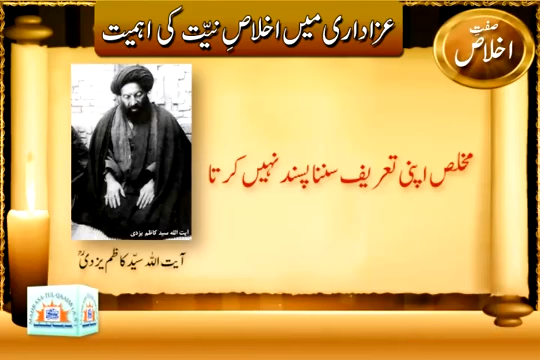 عزاداری میں اخلاصِ نیّت کی اہمیت
صفتِ
اخلاص
مخلص اپنی تعریف سننا پسند نہیں کرتا
آیت الله سید کاظم یزدی
آیت اللہ سیّد کاظم یزدیؒ